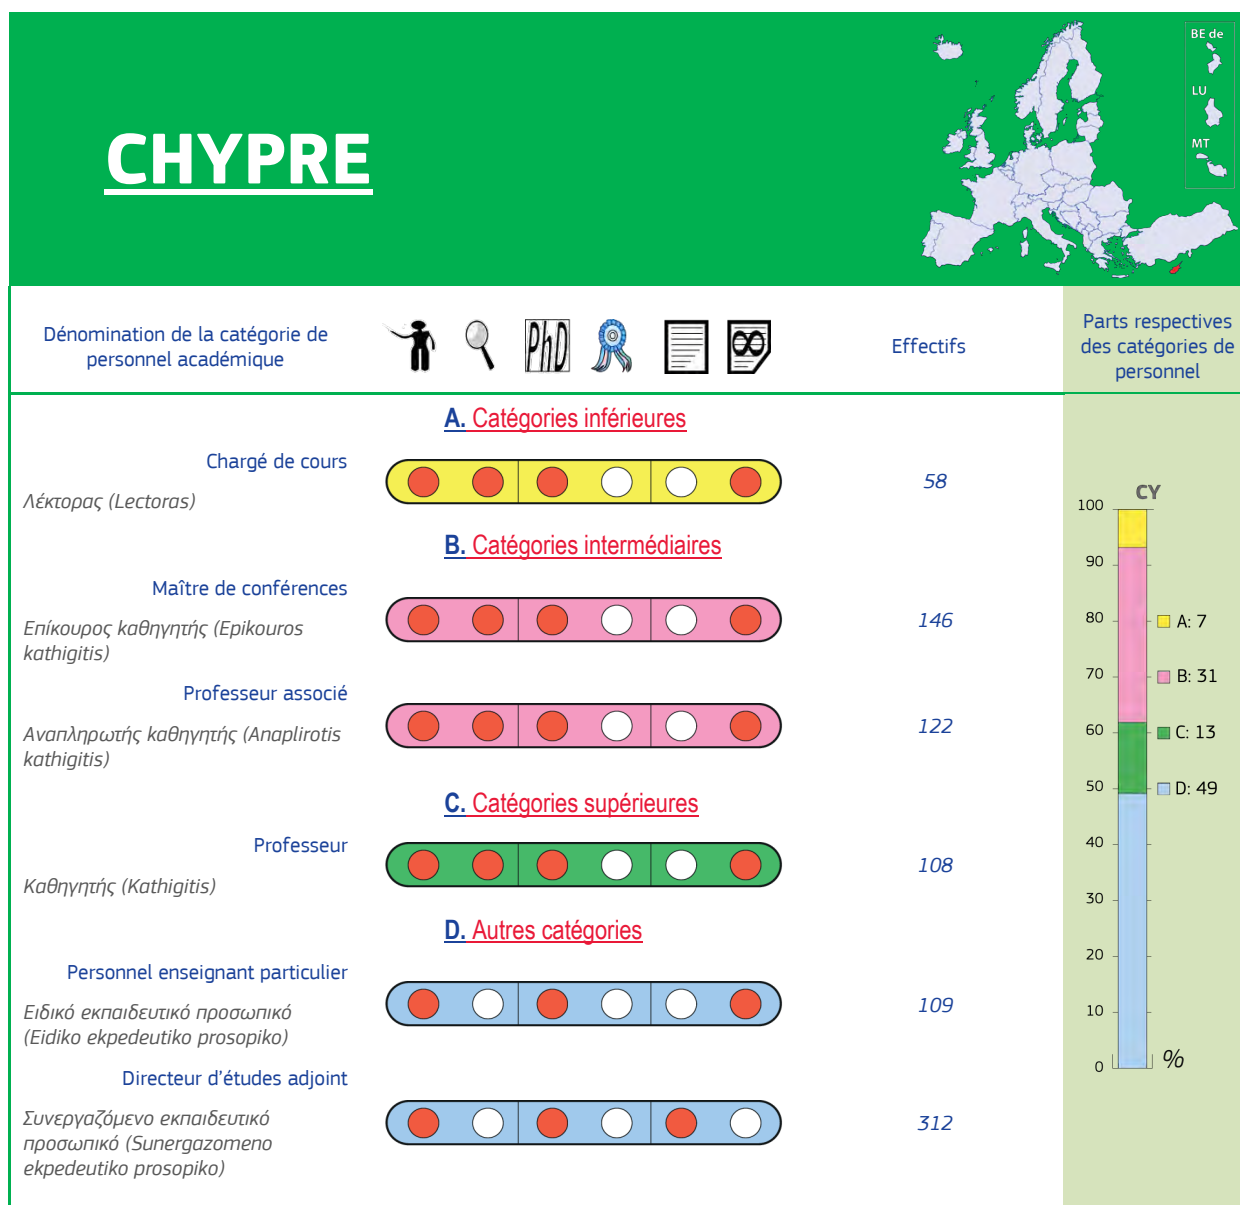 BE de
LU
MT
CHYPRE
Dénomination de la catégorie de
personnel académique
PhD
Effectifs
Parts respectives
des catégories de
personnel
A. Catégories inférieures
Chargé de cours
Λέκτορας (Lectoras)
58
B. Catégories intermédiaires
Maître de conférences
Επίκουρος καθηγητής (Epikouros
kathigitis)
146
Professeur associé
Αναπληρωτής καθηγητής (Anaplirotis
kathigitis)
122
C. Catégories supérieures
Professeur
Καθηγητής (Kathigitis)
108
D. Autres catégories
Personnel enseignant particulier
Ειδικό εκπαιδευτικό προσωπικό
(Eidiko ekpedeutiko prosopiko)
109
Directeur d’études adjoint
Συνεργαζόμενο εκπαιδευτικό
προσωπικό (Sunergazomeno
ekpedeutiko prosopiko)
312
CY
100
90
80
70
60
50
40
30
20
10
0
%
A: 7
B: 31
C: 13
D: 49